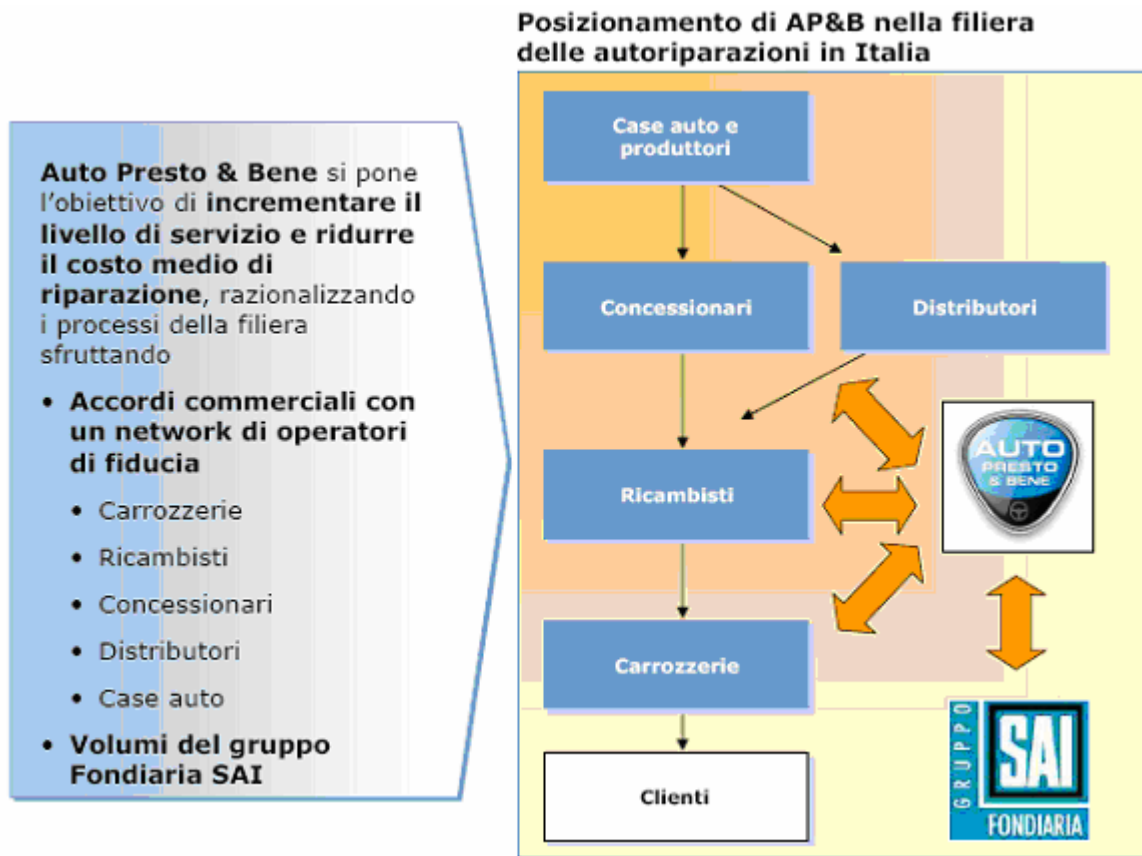 Posizionamento di AP&B nella filiera
delle autoriparazioni in Italia
Auto Presto & Bene si pone
l'obiettivo di incrementare il
livello di servizio e ridurre
il costo medio di
riparazione, razionalizzando
i processi della filiera
sfruttando
• Accordi commerciali con
un network di operatori
di fiducia
• Carrozzerie
• Ricambisti
• Concessionari
• Distributori
• Case auto
• Volumi del gruppo
Fondiaria SAI
Case auto e
produttori
Concessionari
Distributori
Ricambisti
AUTO
PRESTO
& BENE
Carrozzerie
Clienti
GRUPPO
SAI
FONDIARIA